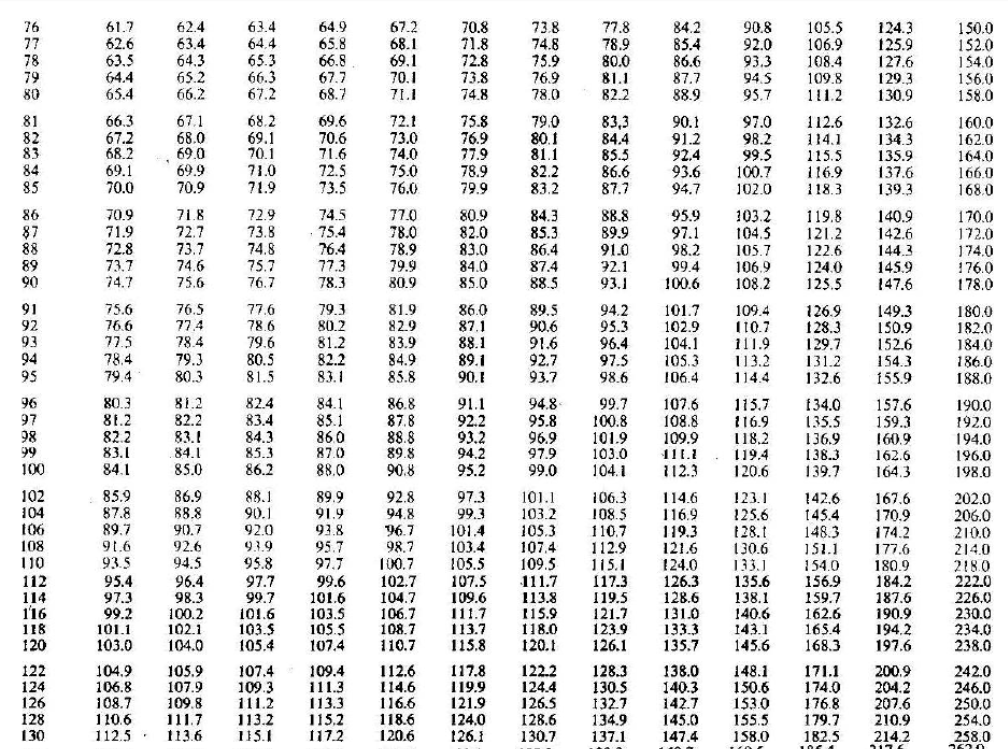 76 61.7 62.4 63.4 64.9 67.2 70.8 73.8 77.8 84.2 90.8 105.5 124.3 150.0
77 62.6 63.4 64.4 65.8 68.1 71.8 74.8 78.9 85.4 92.0 106.9 125.9 152.0
78 63.5 64.3 65.3 66.8 69.1 72.8 75.9 80.0 86.6 93.3 108.4 127.6 154.0
79 64.4 65.2 66.3 67.7 70.1 73.8 76.9 81.1 87.7 94.5 109.8 129.3 156.0
80 65.4 66.2 67.2 68.7 71.1 74.8 78.0 82.2 88.9 95.7 111.2 130.9 158.0
81 66.3 67.1 68.2 69.6 72.1 75.8 79.0 83,3 90.1 97.0 112.6 132.6 160.0
82 67.2 68.0 69.1 70.6 73.0 76.9 80.1 84.4 91.2 98.2 114.1 134.3 162.0
83 68.2 69.0 70.1 71.6 74.0 77.9 81.1 85.5 92.4 99.5 115.5 135.9 164.0
84 69.1 69.9 71.0 72.5 75.0 78.9 82.2 86.6 93.6 100.7 116.9 137.6 166.0
85 70.0 70.9 71.9 73.5 76.0 79.9 83.2 87.7 94.7 102.0 118.3 139.3 168.0
86 70.9 71.8 72.9 74.5 77.0 80.9 84.3 88.8 95.9 103.2 119.8 140.9 170.0
87 71.9 72.7 73.8 75.4 78.0 82.0 85.3 89.9 97.1 104.5 121.2 142.6 172.0
88 72.8 73.7 74.8 76.4 78.9 83.0 86.4 91.0 98.2 105.7 122.6 144.3 174.0
89 73.7 74.6 75.7 77.3 79.9 84.0 87.4 92.1 99.4 106.9 124.0 145.9 176.0
90 74.7 75.6 76.7 78.3 80.9 85.0 88.5 93.1 100.6 108.2 125.5 147.6 178.0
91 75.6 76.5 77.6 79.3 81.9 86.0 89.5 94.2 101.7 109.4 126.9 149.3 180.0
92 76.6 77.4 78.6 80.2 82.9 87.1 90.6 95.3 102.9 110.7 128.3 150.9 182.0
93 77.5 78.4 79.6 81.2 83.9 88.1 91.6 96.4 104.1 111.9 129.7 152.6 184.0
94 78.4 79.3 80.5 82.2 84.9 89.1 92.7 97.5 105.3 113.2 131.2 154.3 186.0
95 79.4 80.3 81.5 83.1 85.8 90.1 93.7 98.6 106.4 114.4 132.6 155.9 188.0
96 80.3 81.2 82.4 84.1 86.8 91.1 94.8 99.7 107.6 115.7 134.0 157.6 190.0
97 81.2 82.2 83.4 85.1 87.8 92.2 95.8 100.8 108.8 116.9 135.5 159.3 192.0
98 82.2 83.1 84.3 86.0 88.8 93.2 96.9 101.9 109.9 118.2 136.9 160.9 194.0
99 83.1 84.1 85.3 87.0 89.8 94.2 97.9 103.0 111.1 119.4 138.3 162.6 196.0
100 84.1 85.0 86.2 88.0 90.8 95.2 99.0 104.1 112.3 120.6 139.7 164.3 198.0
102 85.9 86.9 88.1 89.9 92.8 97.3 101.1 106.3 114.6 123.1 142.6 167.6 202.0
104 87.8 88.8 90.1 91.9 94.8 99.3 103.2 108.5 116.9 125.6 145.4 170.9 206.0
106 89.7 90.7 92.0 93.8 96.7 101.4 105.3 110.7 119.3 128.1 148.3 174.2 210.0
108 91.6 92.6 93.9 95.7 98.7 103.4 107.4 112.9 121.6 130.6 151.1 177.6 214.0
110 93.5 94.5 95.8 97.7 100.7 105.5 109.5 115.1 124.0 133.1 154.0 180.9 218.0
112 95.4 96.4 97.7 99.6 102.7 107.5 111.7 117.3 126.3 135.6 156.9 184.2 222.0
114 97.3 98.3 99.7 101.6 104.7 109.6 113.8 119.5 128.6 138.1 159.7 187.6 226.0
116 99.2 100.2 101.6 103.5 106.7 111.7 115.9 121.7 131.0 140.6 162.6 190.9 230.0
118 101.1 102.1 103.5 105.5 108.7 113.7 118.0 123.9 133.3 143.1 165.4 194.2 234.0
120 103.0 104.0 105.4 107.4 110.7 115.8 120.1 126.1 135.7 145.6 168.3 197.6 238.0
122 104.9 105.9 107.4 109.4 112.6 117.8 122.2 128.3 138.0 148.1 171.1 200.9 242.0
124 106.8 107.9 109.3 111.3 114.6 119.9 124.4 130.5 140.3 150.6 174.0 204.2 246.0
126 108.7 109.8 111.2 113.3 116.6 121.9 126.5 132.7 142.7 153.0 176.8 207.6 250.0
128 110.6 111.7 113.2 115.2 118.6 124.0 128.6 134.9 145.0 155.5 179.7 210.9 254.0
130 112.5 113.6 115.1 117.2 120.6 126.1 130.7 137.1 147.4 158.0 182.5 214.2 258.0